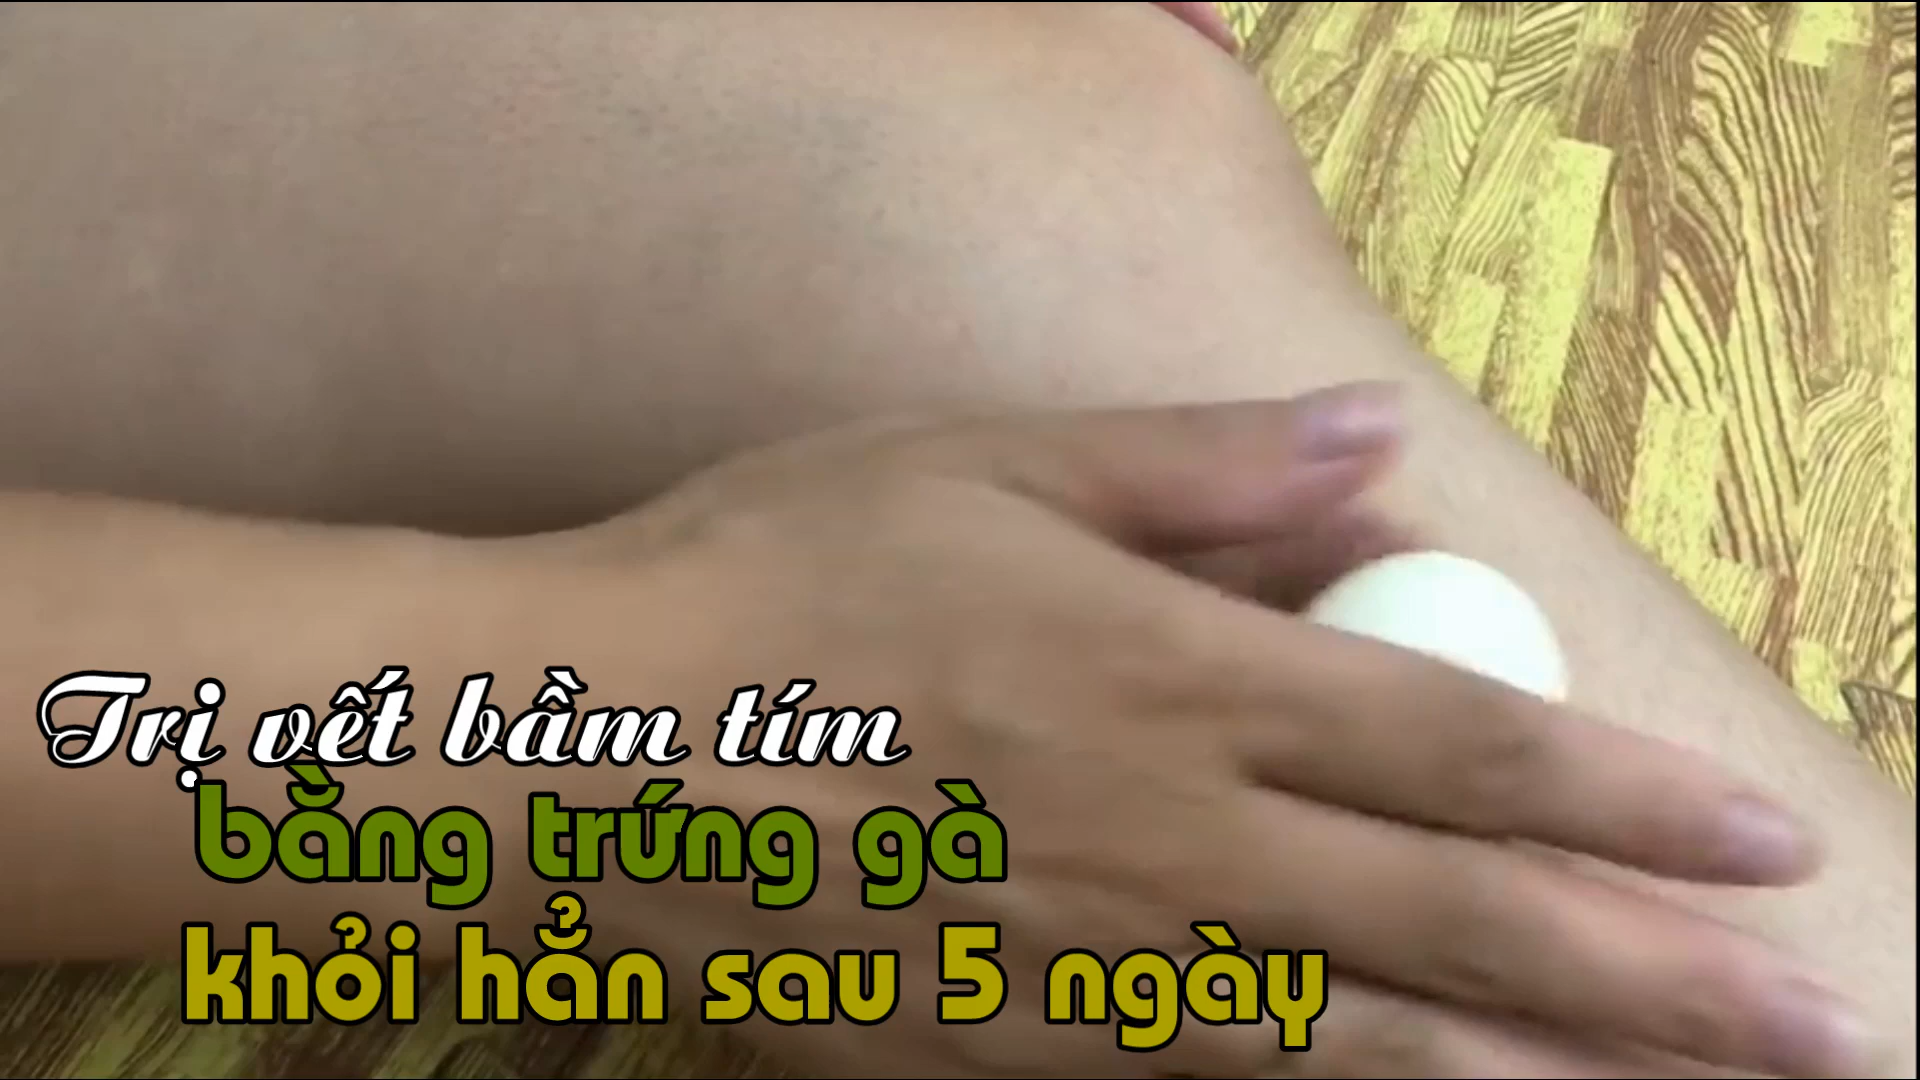 Trị vết bầm tím
bằng trứng gà
khỏi hẳn sau 5 ngày